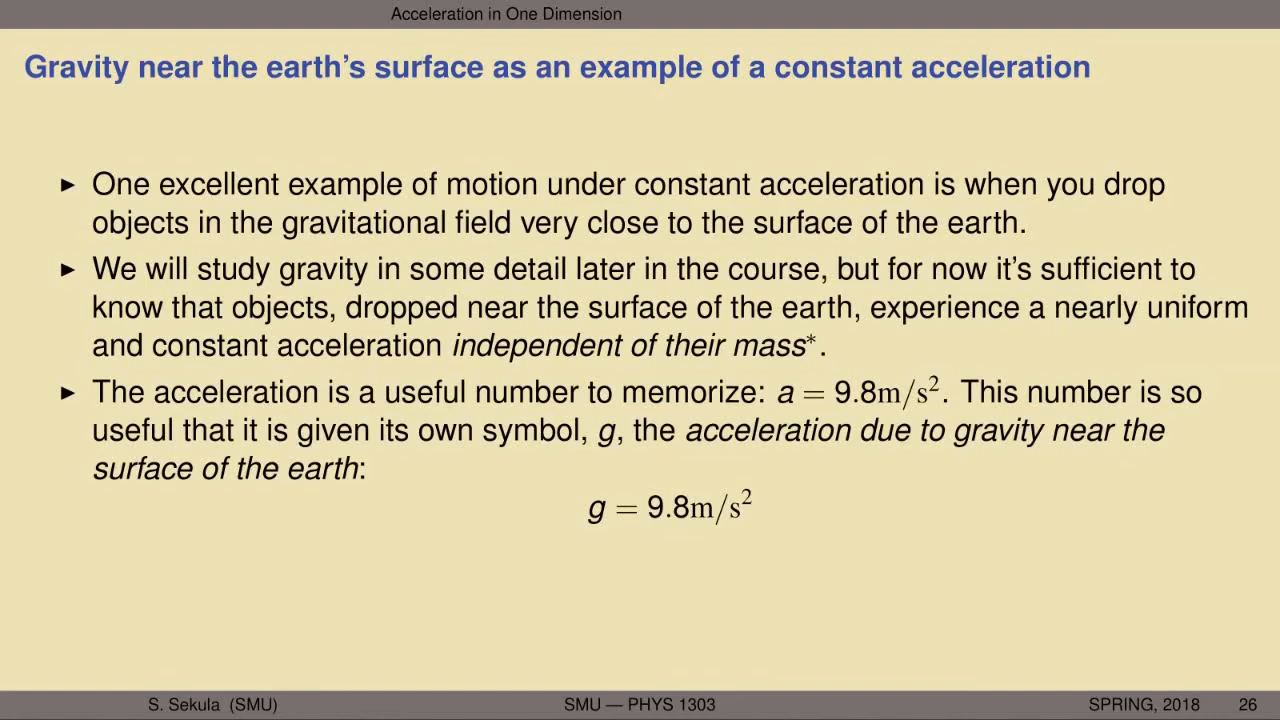 Acceleration in One Dimension
Gravity near the earth's surface as an example of a constant acceleration
▶ One excellent example of motion under constant acceleration is when you drop
objects in the gravitational field very close to the surface of the earth.
▶ We will study gravity in some detail later in the course, but for now it's sufficient to
know that objects, dropped near the surface of the earth, experience a nearly uniform
and constant acceleration independent of their mass*.
▶ The acceleration is a useful number to memorize: a = 9.8m/s². This number is so
useful that it is given its own symbol, g, the acceleration due to gravity near the
surface of the earth:
g = 9.8m/s²
S. Sekula (SMU) SMU — PHYS 1303 SPRING, 2018 26